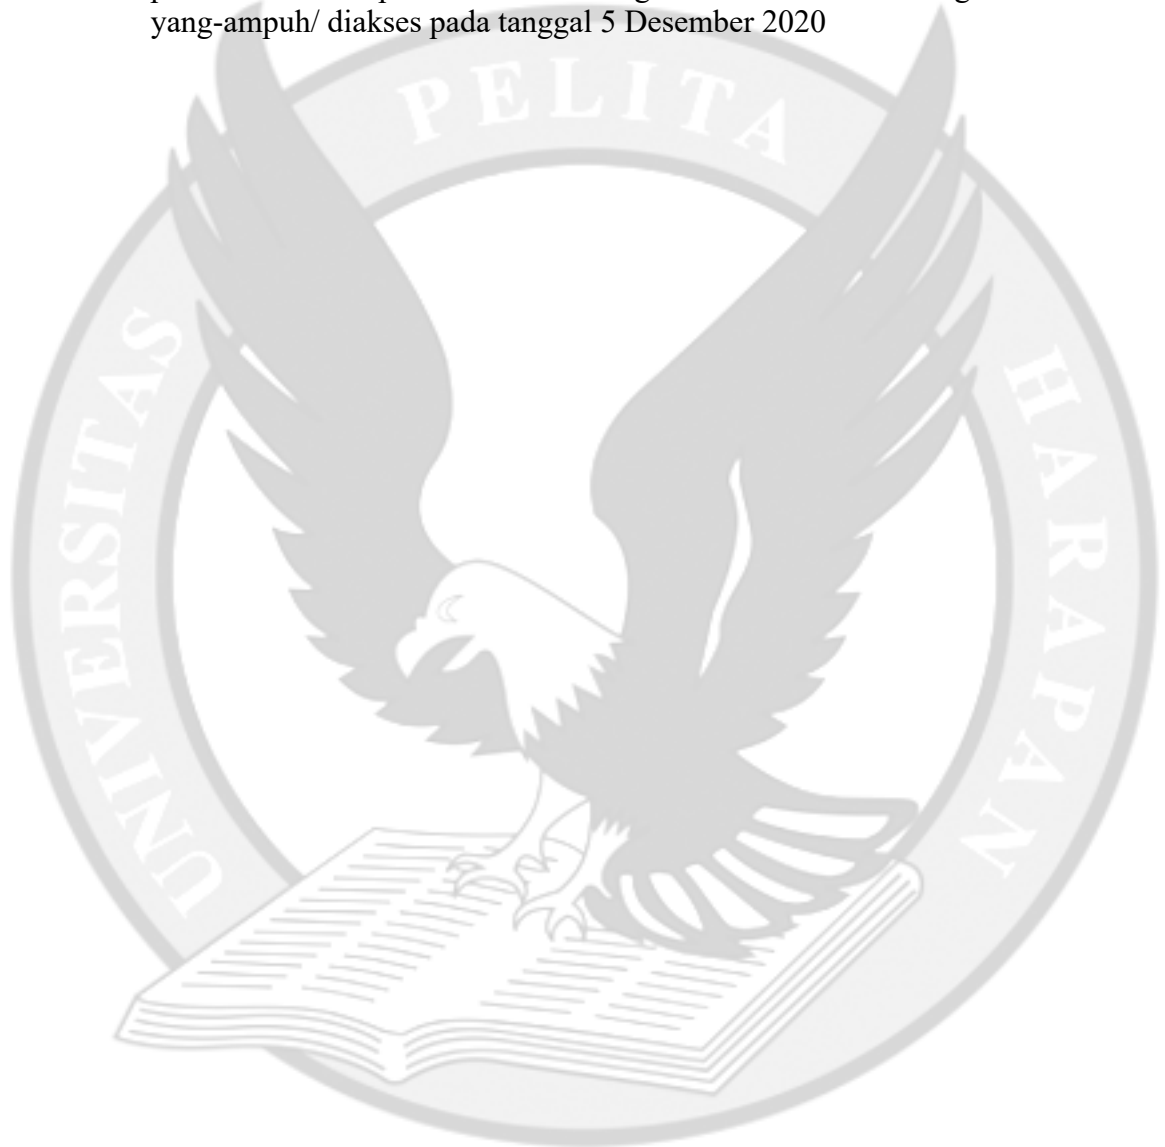 yang-ampuh/ diakses pada tanggal 5 Desember 2020
PELITA
UNIVERSITAS
HARAPAN